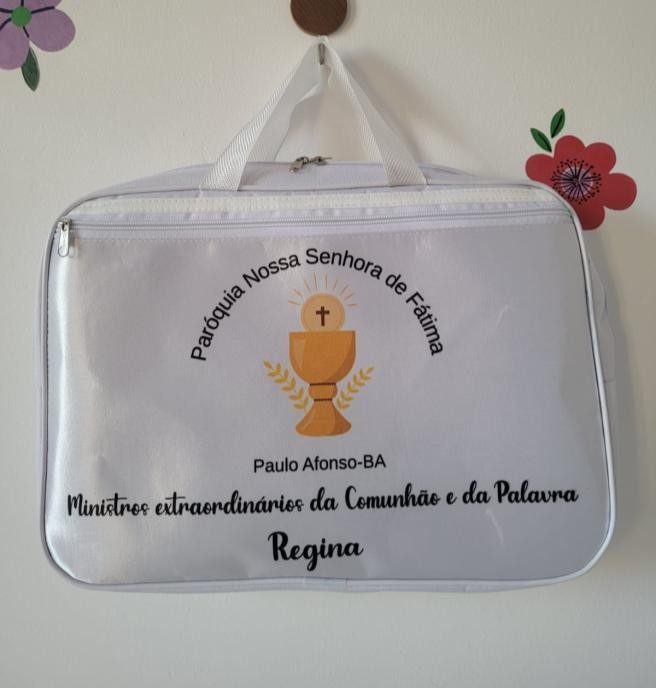 Paróquia Nossa Senhora de Fátima
Paulo Afonso-BA
Ministros extraordinários da Comunhão e da Palavra
Regina